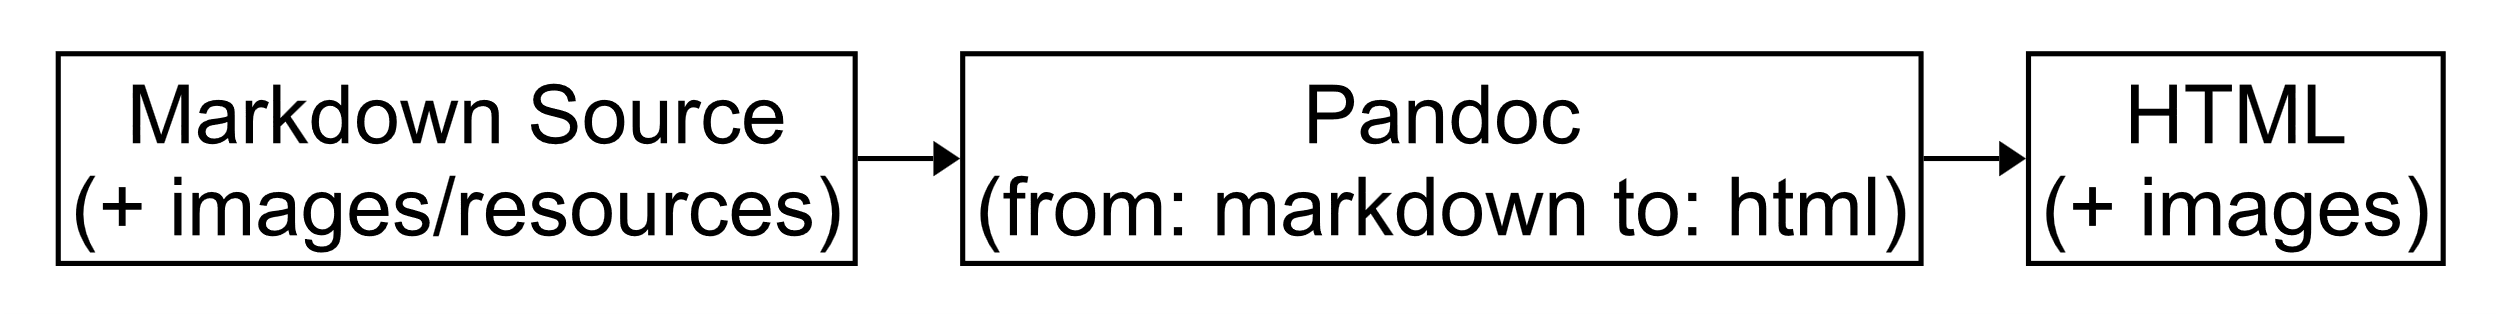 Markdown Source
(+ images/resources)
Pandoc
(from: markdown to: html)
HTML
(+ images)